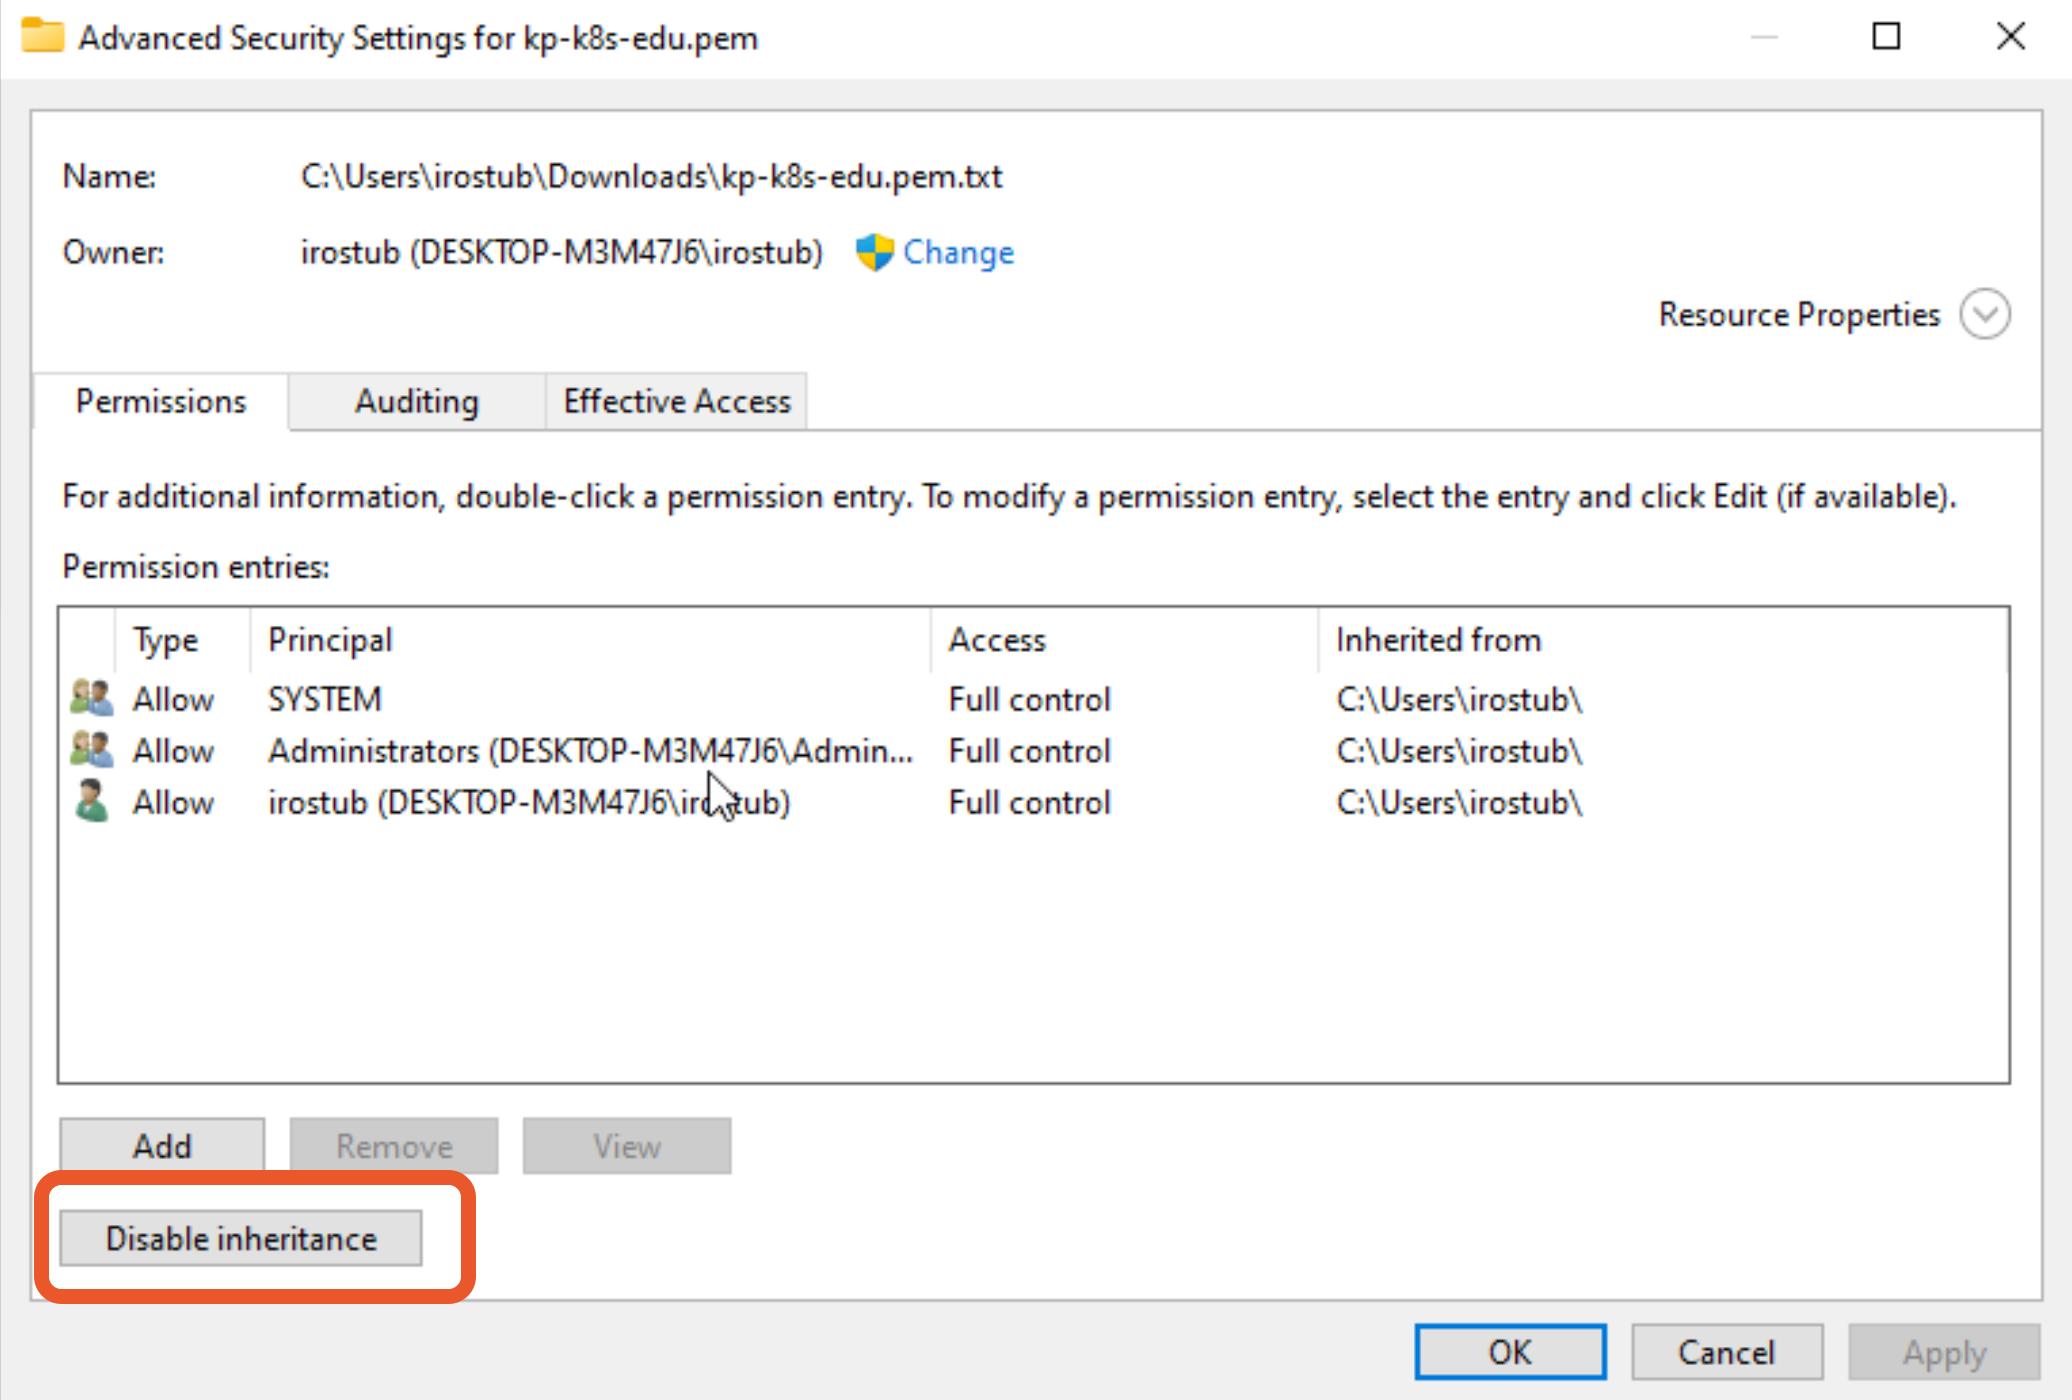 Advanced Security Settings for kp-k8s-edu.pem
Name: C:\Users\irostub\Downloads\kp-k8s-edu.pem.txt
Owner: irostub (DESKTOP-M3M47J6\irostub) Change
Resource Properties
Permissions Auditing Effective Access
For additional information, double-click a permission entry. To modify a permission entry, select the entry and click Edit (if available).
Permission entries:
Type Principal Access Inherited from
Allow SYSTEM Full control C:\Users\irostub\
Allow Administrators (DESKTOP-M3M47J6\Admin... Full control C:\Users\irostub\
Allow irostub (DESKTOP-M3M47J6\irostub) Full control C:\Users\irostub\
Add Remove View
Disable inheritance
OK Cancel Apply